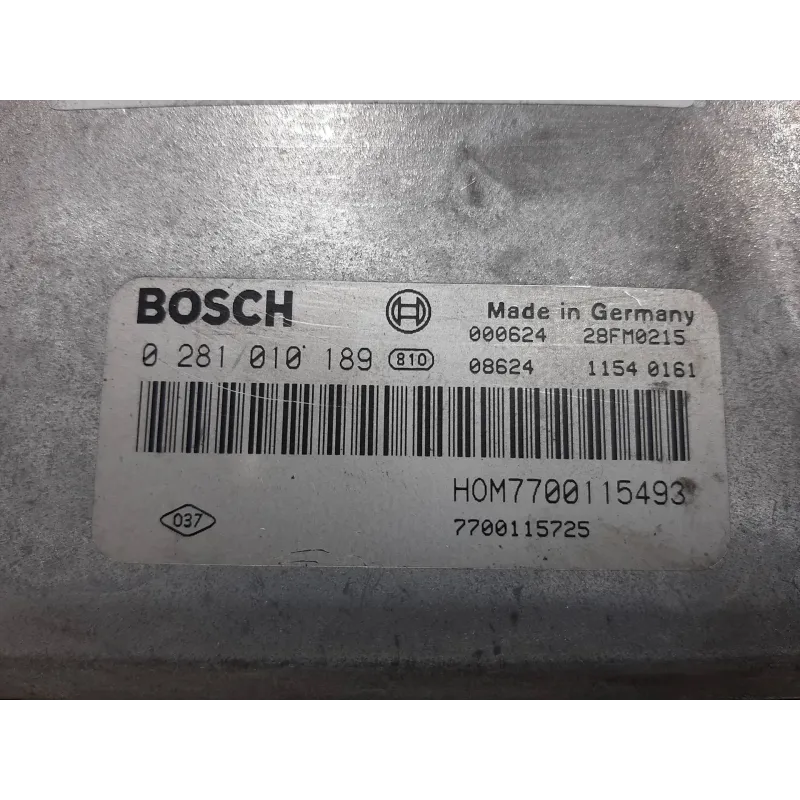 BOSCH Made in Germany
000624 28FM0215
0 281 010 189 810 08624 1154 0161
HOM7700115493
037
7700115725